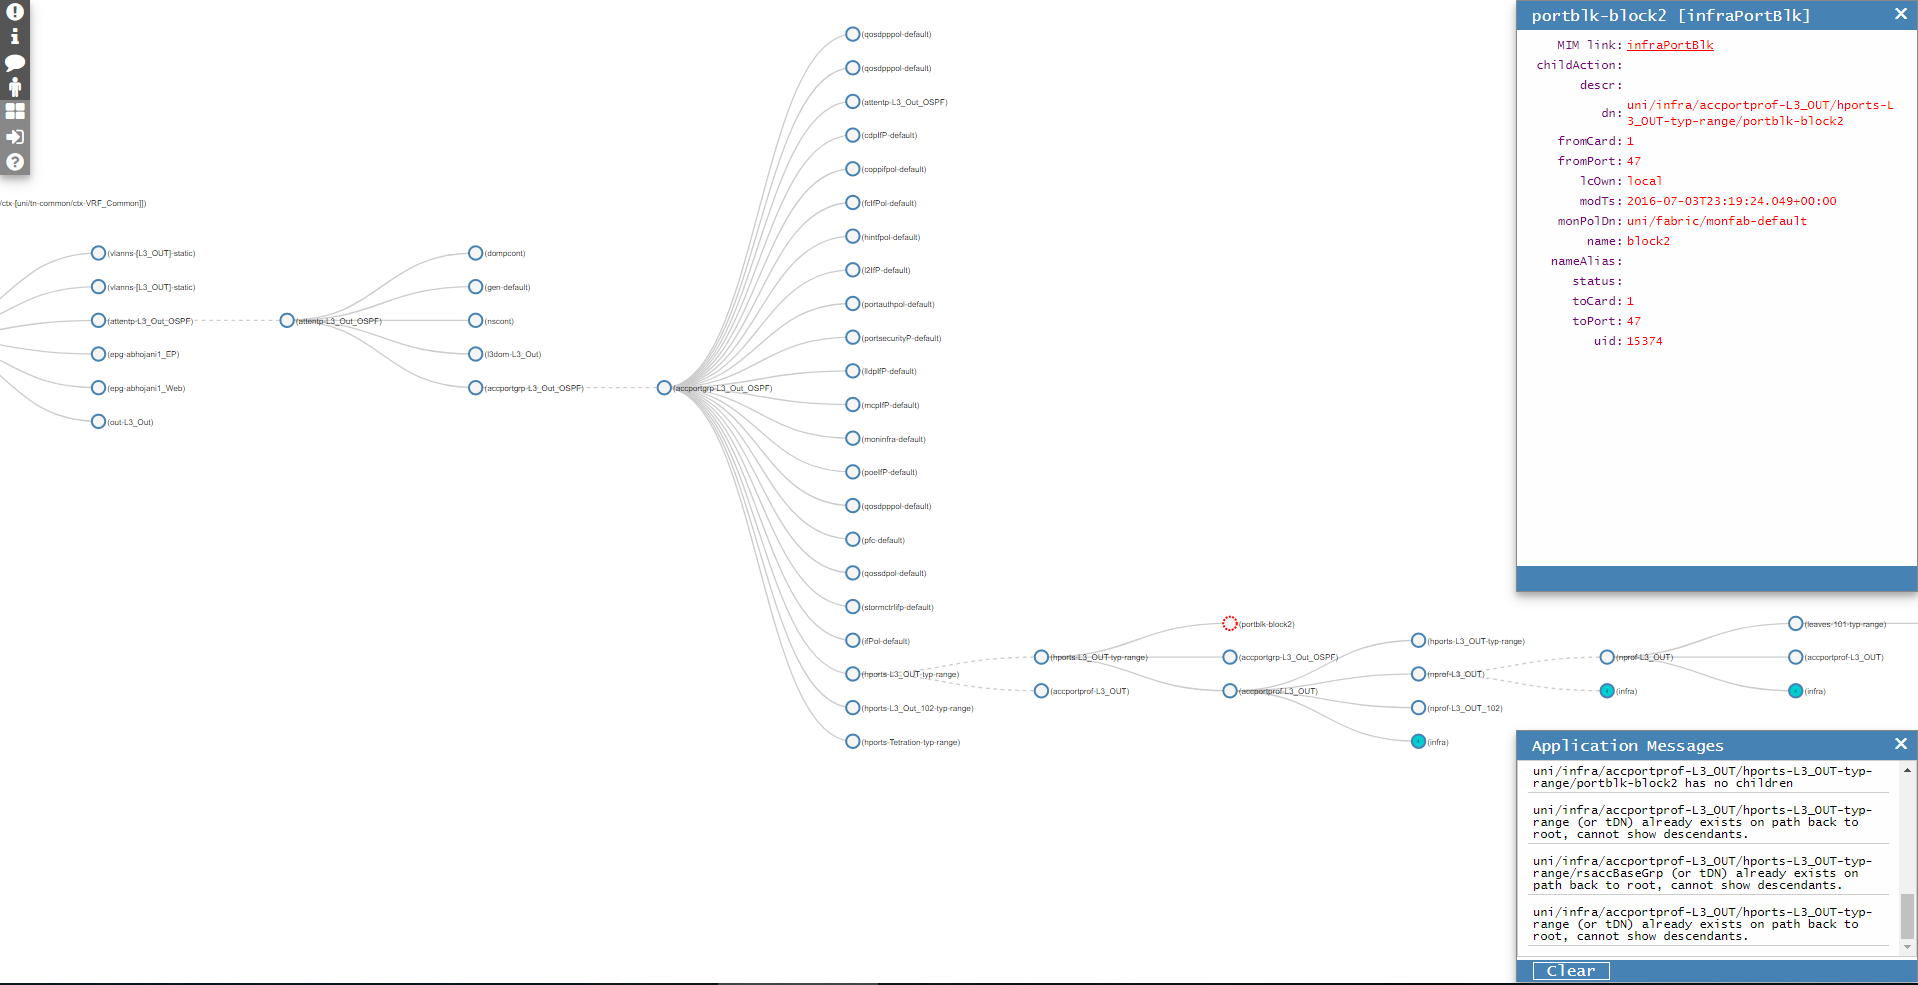 /ctx-[uni/tn-common/ctx-VRF_Common]])
(vlanns-[L3_OUT]-static)
(vlanns-[L3_OUT]-static)
(attentp-L3_Out_OSPF)
(epg-abhojani1_EP)
(epg-abhojani1_Web)
(out-L3_Out)
(attentp-L3_Out_OSPF)
(dompcont)
(gen-default)
(nscont)
(l3dom-L3_Out)
(accportgrp-L3_Out_OSPF)
(accportgrp-L3_Out_OSPF)
(qosdpppol-default)
(qosdpppol-default)
(attentp-L3_Out_OSPF)
(cdpIfP-default)
(coppifpol-default)
(fcIfPol-default)
(hintfpol-default)
(l2IfP-default)
(portauthpol-default)
(portsecurityP-default)
(lldpIfP-default)
(mcpIfP-default)
(moninfra-default)
(poeIfP-default)
(qosdpppol-default)
(pfc-default)
(qossdpol-default)
(stormctrlifp-default)
(ifPol-default)
(hports-L3_OUT-typ-range)
(hports-L3_Out_102-typ-range)
(hports-Tetration-typ-range)
(hports-L3_OUT-typ-range)
(accportprof-L3_OUT)
(portblk-block2)
(accportgrp-L3_Out_OSPF)
(accportprof-L3_OUT)
(hports-L3_OUT-typ-range)
(nprof-L3_OUT)
(nprof-L3_OUT_102)
(infra)
(nprof-L3_OUT)
(infra)
(leaves-101-typ-range)
(accportprof-L3_OUT)
(infra)
portblk-block2 [infraPortBlk]
MIM link: infraPortBlk
childAction:
descr:
dn: uni/infra/accportprof-L3_OUT/hports-L
3_OUT-typ-range/portblk-block2
fromCard: 1
fromPort: 47
lcOwn: local
modTs: 2016-07-03T23:19:24.049+00:00
monPolDn: uni/fabric/monfab-default
name: block2
nameAlias:
status:
toCard: 1
toPort: 47
uid: 15374
Application Messages
uni/infra/accportprof-L3_OUT/hports-L3_OUT-typ-
range/portblk-block2 has no children
uni/infra/accportprof-L3_OUT/hports-L3_OUT-typ-
range (or tDN) already exists on path back to
root, cannot show descendants.
uni/infra/accportprof-L3_OUT/hports-L3_OUT-typ-
range/rsaccBaseGrp (or tDN) already exists on
path back to root, cannot show descendants.
uni/infra/accportprof-L3_OUT/hports-L3_OUT-typ-
range (or tDN) already exists on path back to
root, cannot show descendants.
Clear